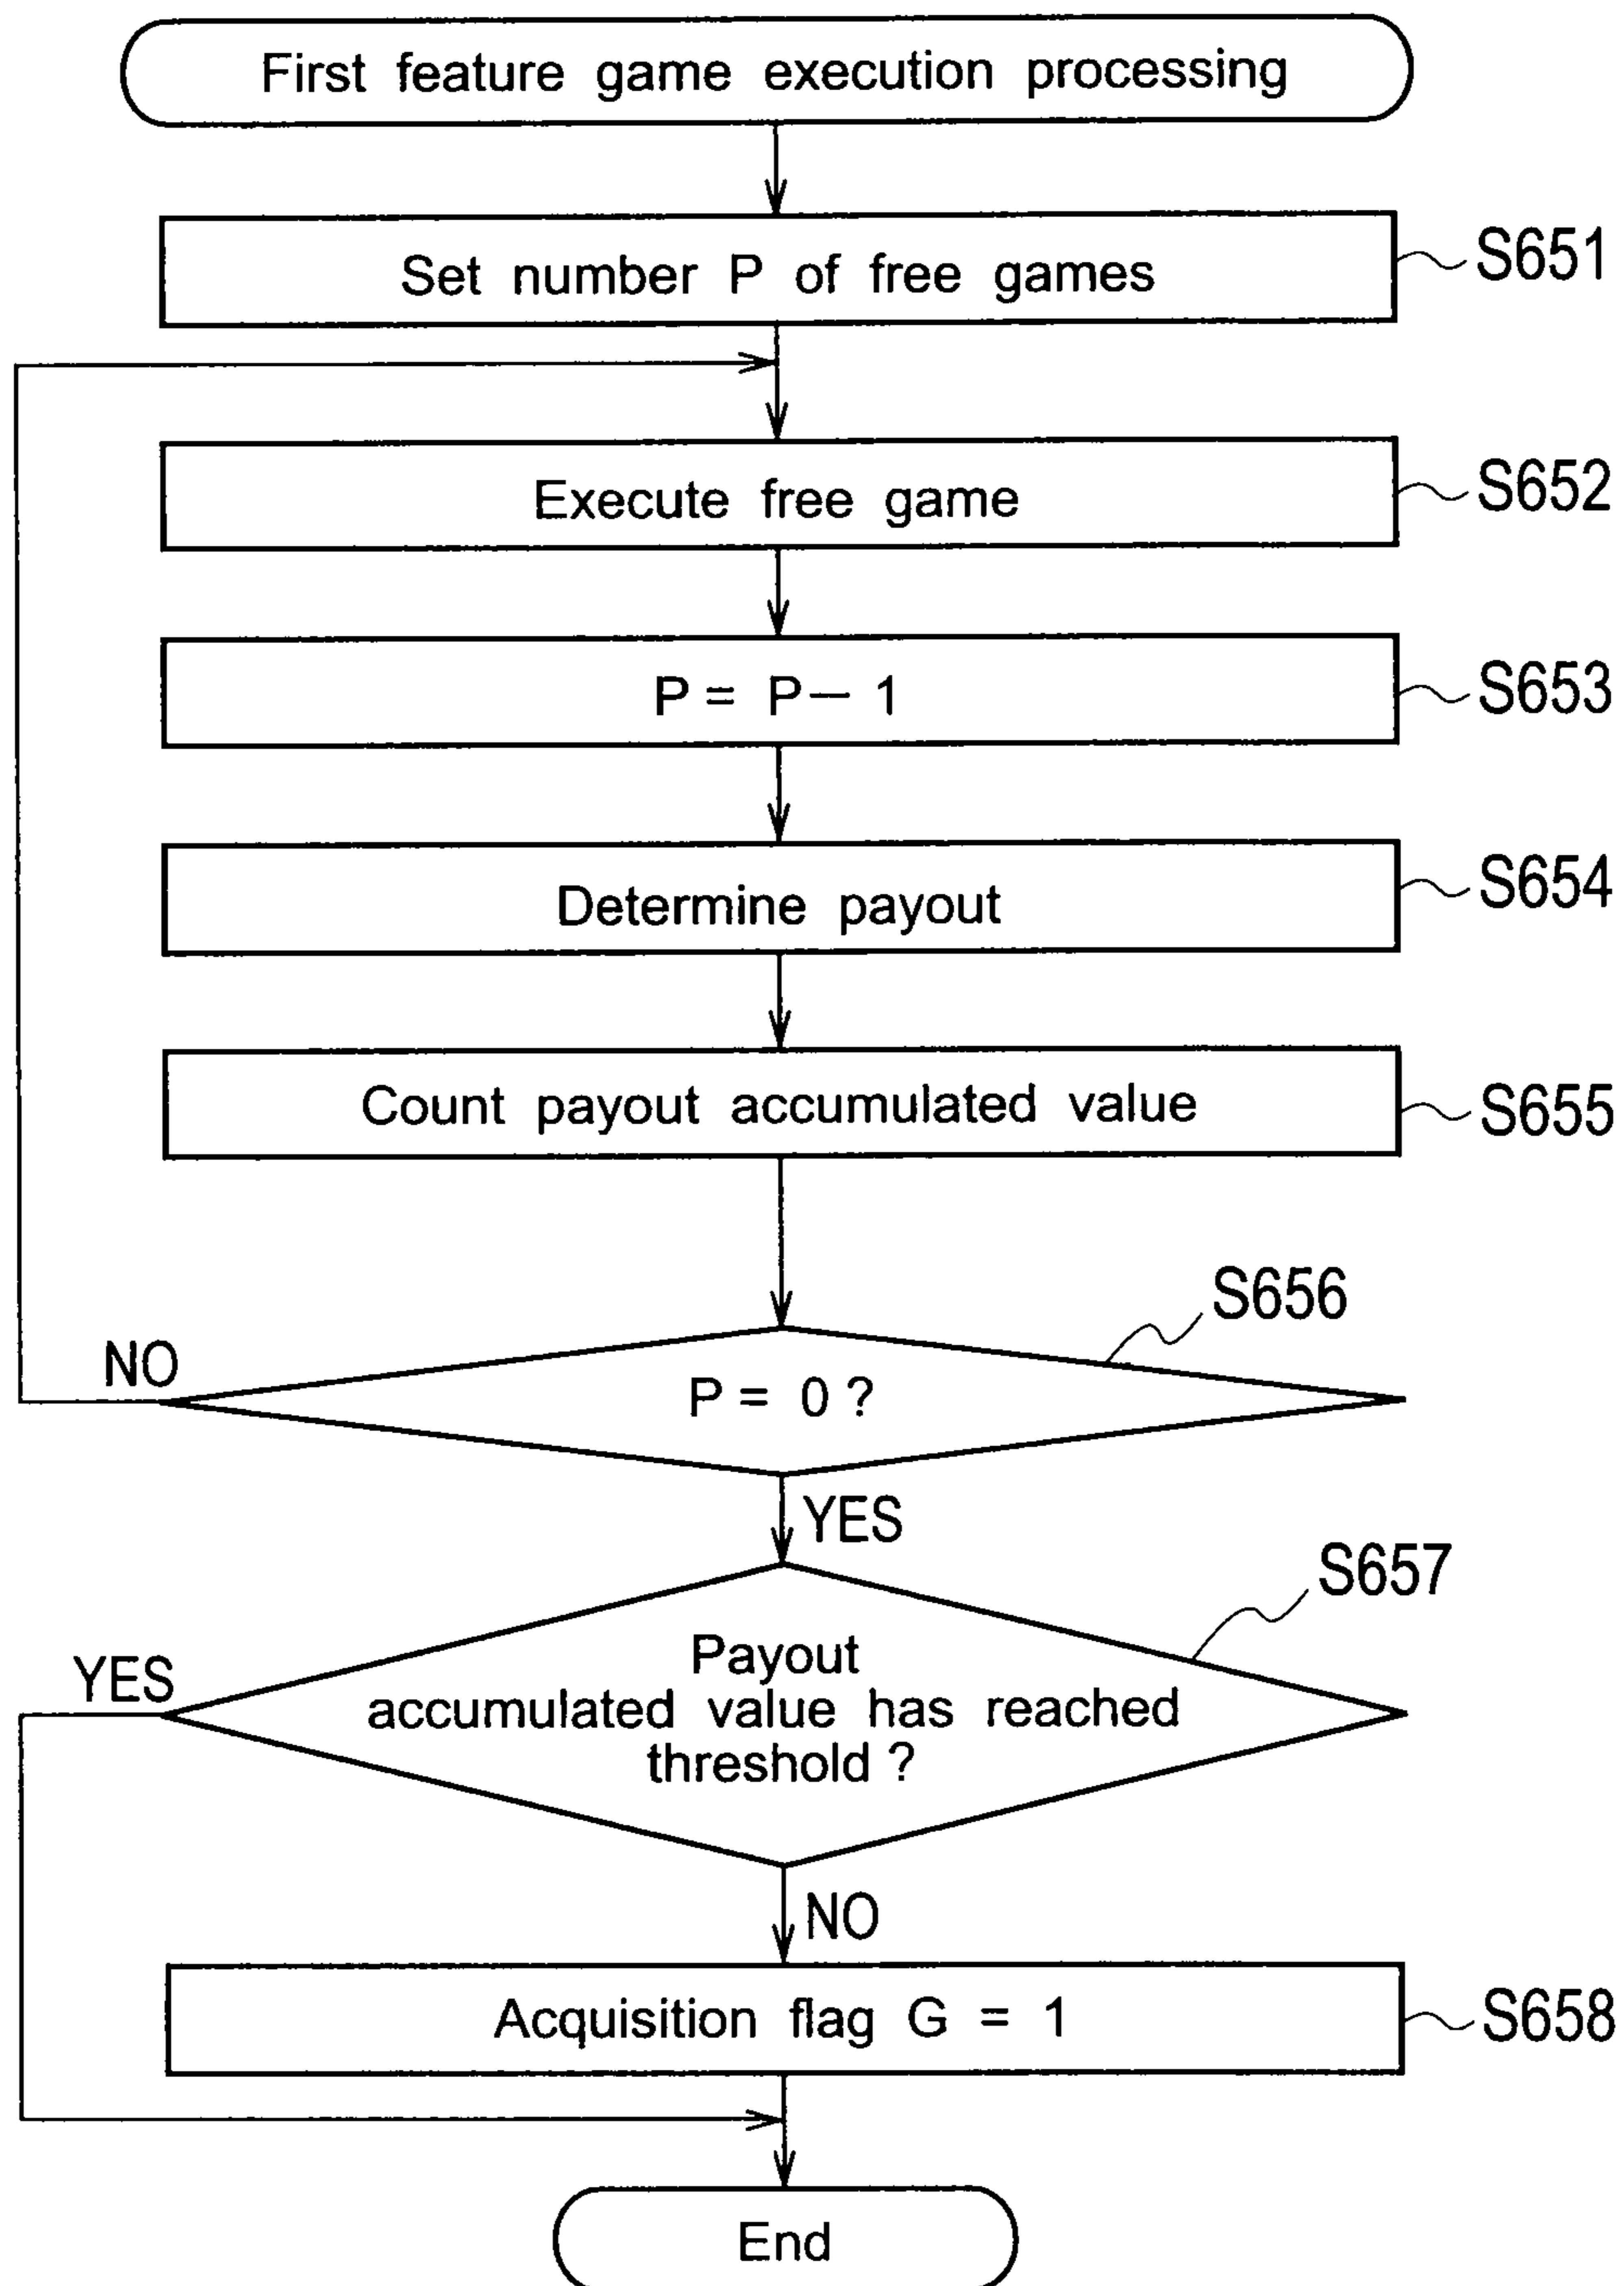 First feature game execution processing
Set number P of free games
S651
Execute free game
S652
P = P — 1
S653
Determine payout
S654
Count payout accumulated value
S655
S656
NO
P = 0 ?
YES
S657
YES
Payout
accumulated value has reached
threshold ?
NO
Acquisition flag G = 1
S658
End